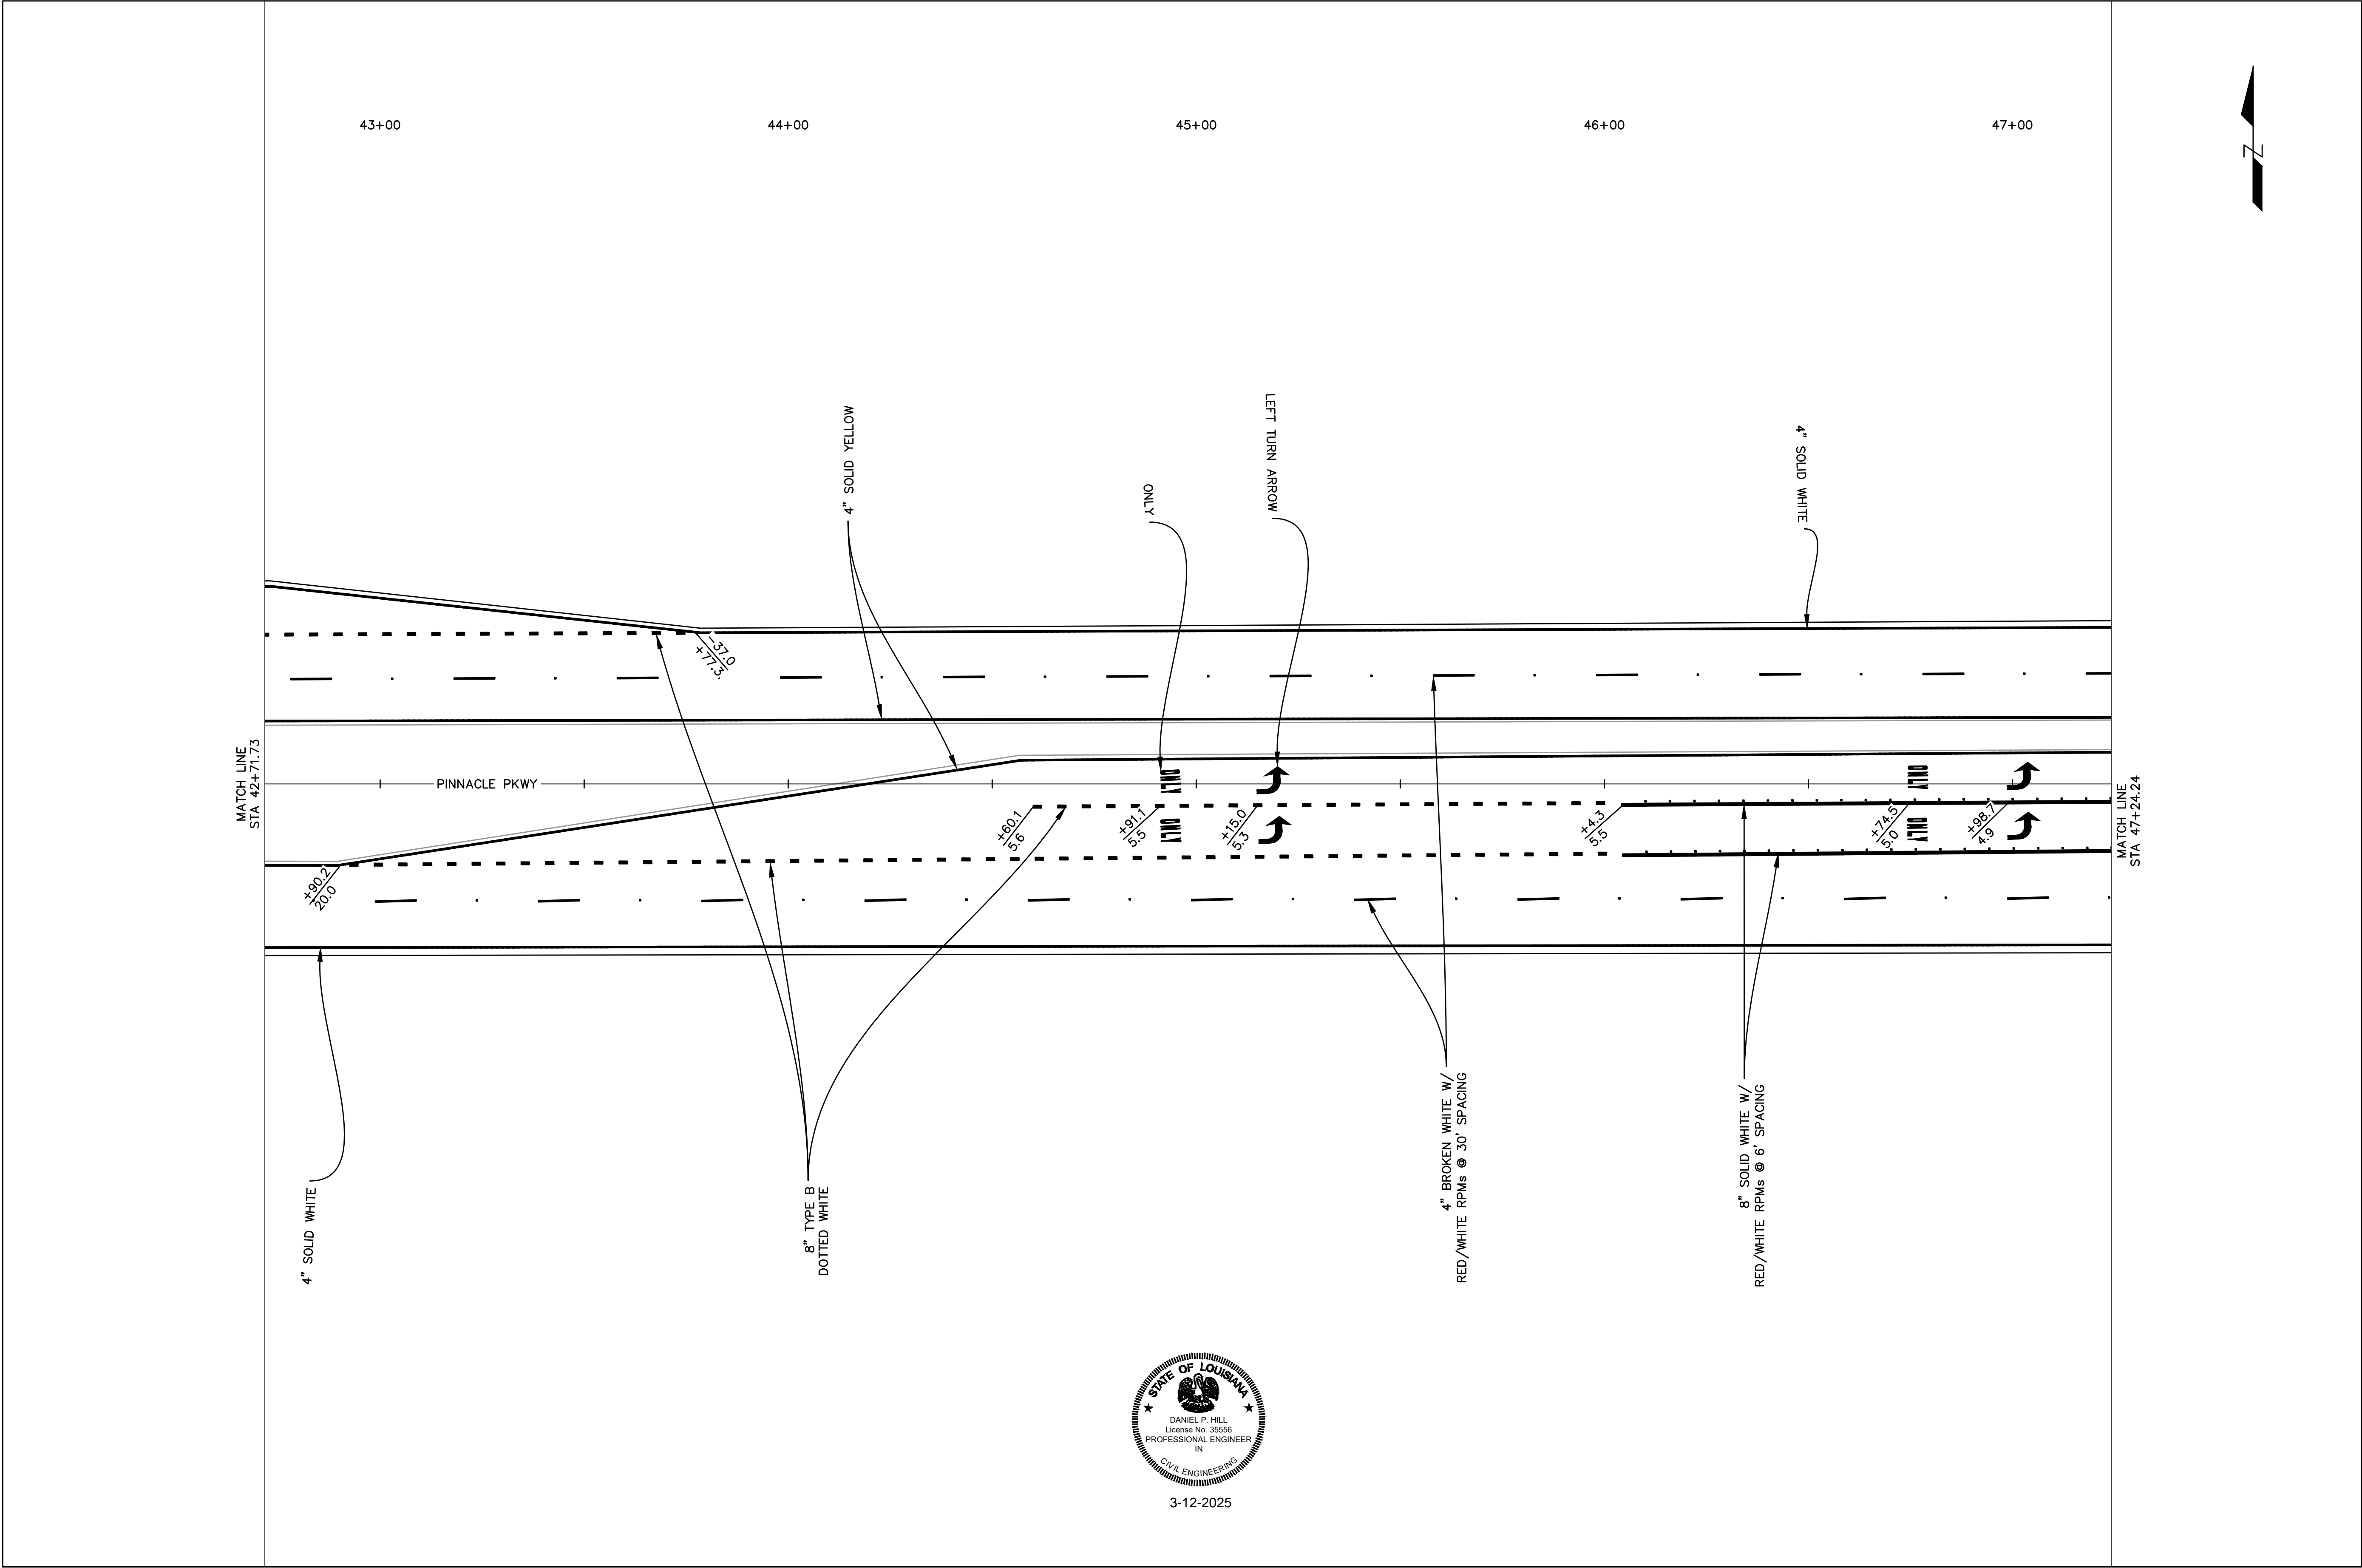 43+00
44+00
45+00
46+00
47+00
N
4" SOLID YELLOW
ONLY
LEFT TURN ARROW
4" SOLID WHITE
-37.0
+77.3
MATCH LINE
STA 42+71.73
PINNACLE PKWY
ONLY
ONLY
ONLY
ONLY
+90.2
20.0
+60.1
5.6
+91.1
5.5
+15.0
5.3
+4.3
5.5
+74.5
5.0
+98.7
4.9
MATCH LINE
STA 47+24.24
4" SOLID WHITE
8" TYPE B
DOTTED WHITE
4" BROKEN WHITE W/
RED/WHITE RPMs @ 30' SPACING
8" SOLID WHITE W/
RED/WHITE RPMs @ 6' SPACING
STATE OF LOUISIANA
DANIEL P. HILL
License No. 35556
PROFESSIONAL ENGINEER
IN
CIVIL ENGINEERING
3-12-2025